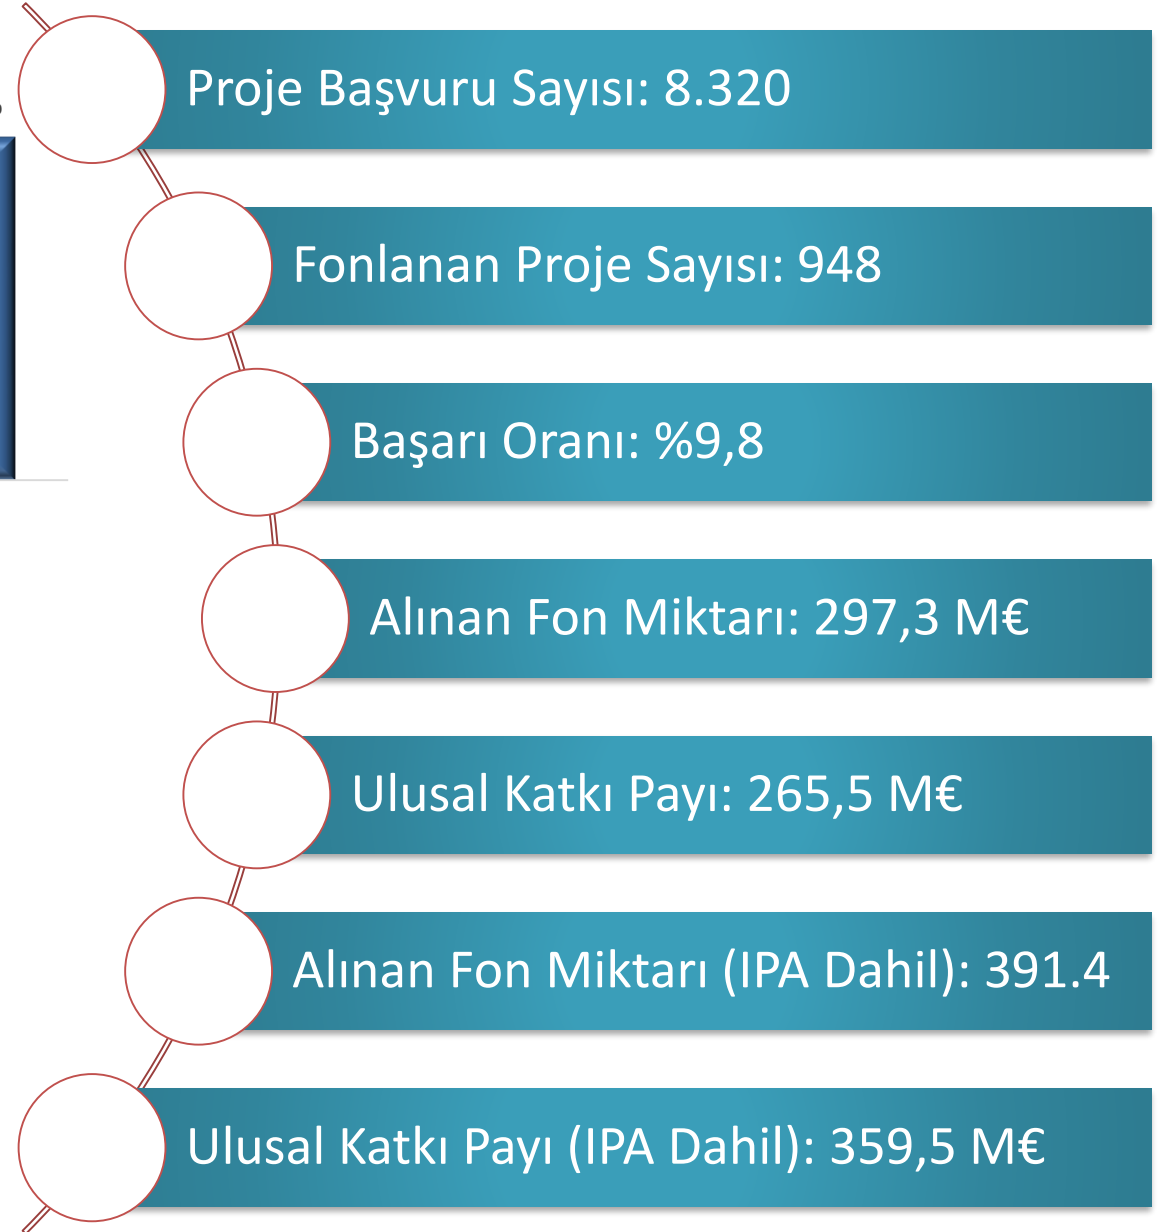 Proje Başvuru Sayısı: 8.320
Fonlanan Proje Sayısı: 948
Başarı Oranı: %9,8
Alınan Fon Miktarı: 297,3 M€
Ulusal Katkı Payı: 265,5 M€
Alınan Fon Miktarı (IPA Dahil): 391.4
Ulusal Katkı Payı (IPA Dahil): 359,5 M€